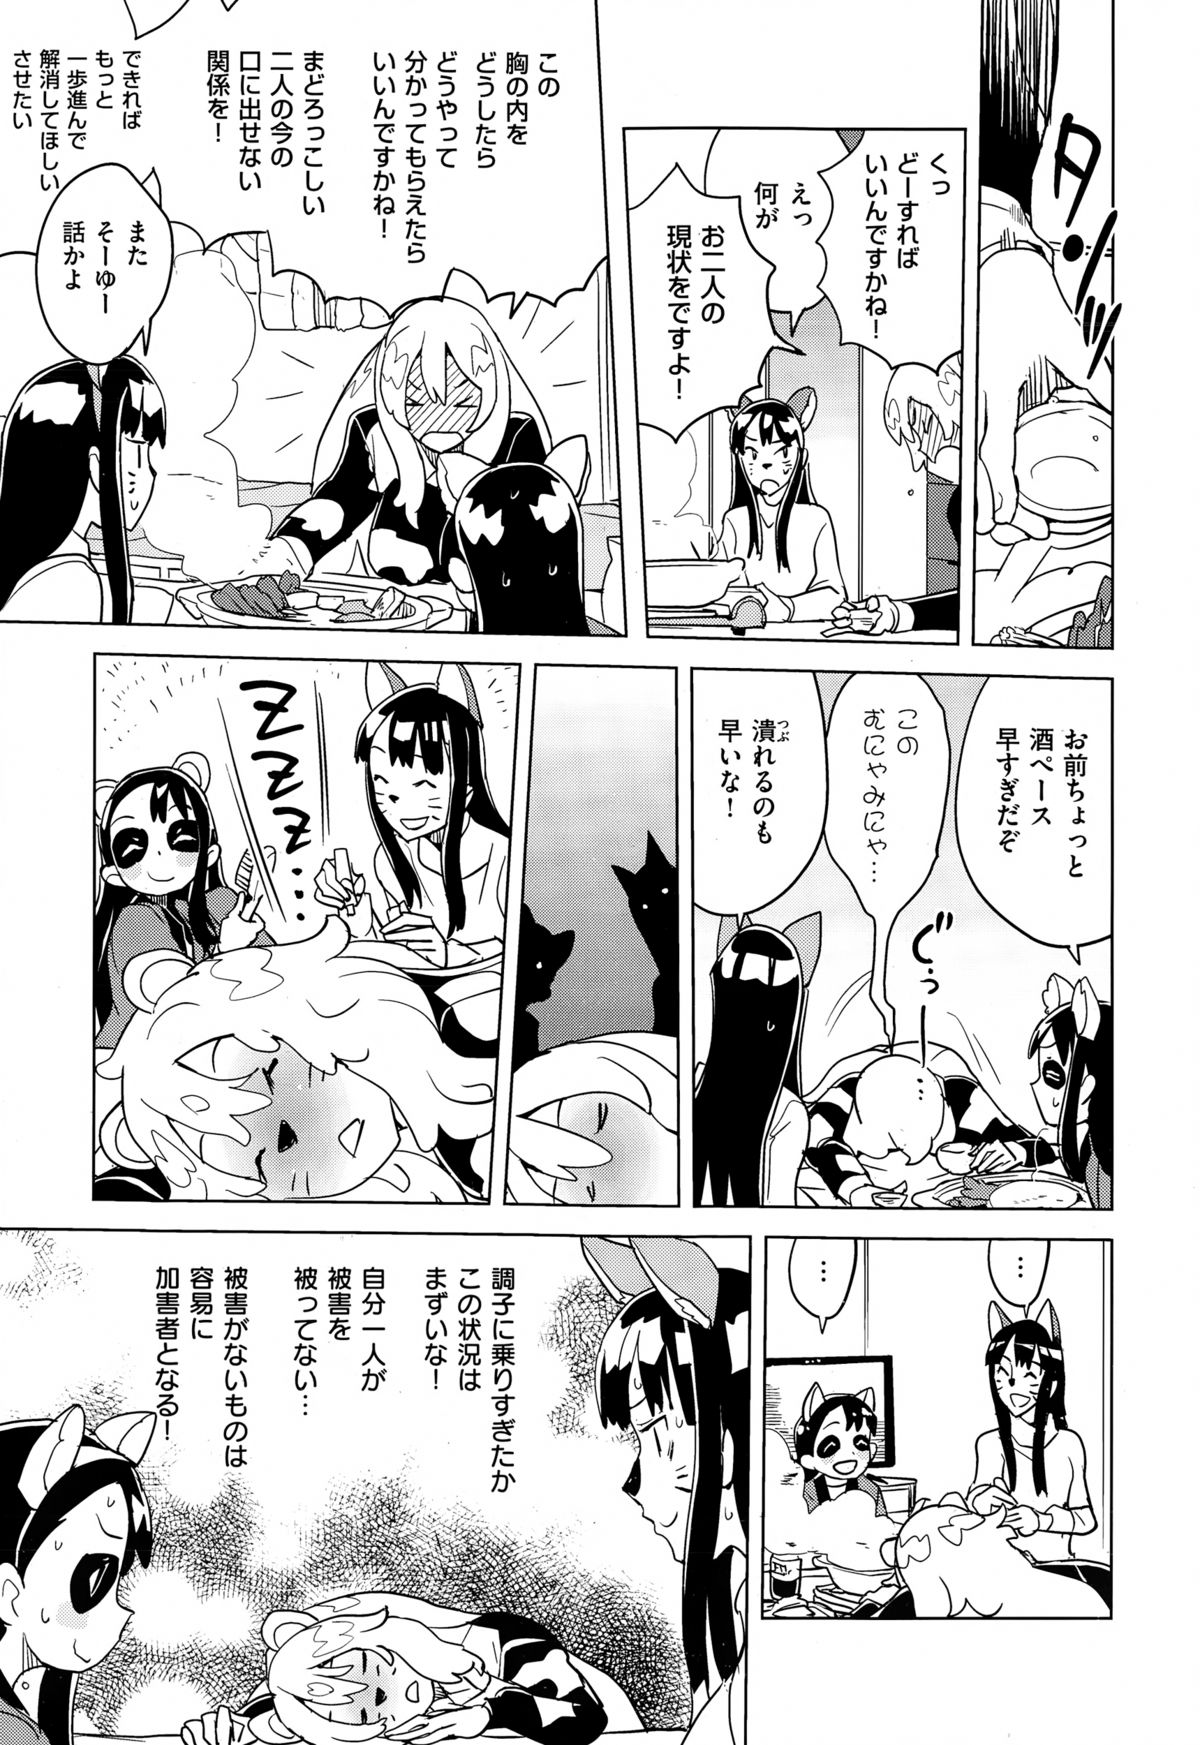 タンッ
くっ
どーすれば
いいんですかね！
えっ
何が
お二人の
現状をですよ！
この
胸の内を
どうしたら
どうやって
分かってもらえたら
いいんですかね！
まどろっこしい
二人の今の
口に出せない
関係を！
できれば
もっと
一歩進んで
解消してほしい
させたい
また
そーゆー
話かよ
お前ちょっと
酒ペース
早すぎだぞ
この
むにゃみにゃ…
ぐぅっ
…
潰れるのも
つぶ
早いな！
ZZZ…
…
…
調子に乗りすぎたか
この状況は
まずいな！
自分一人が
被害を
被ってない…
被害がないものは
容易に
加害者となる！